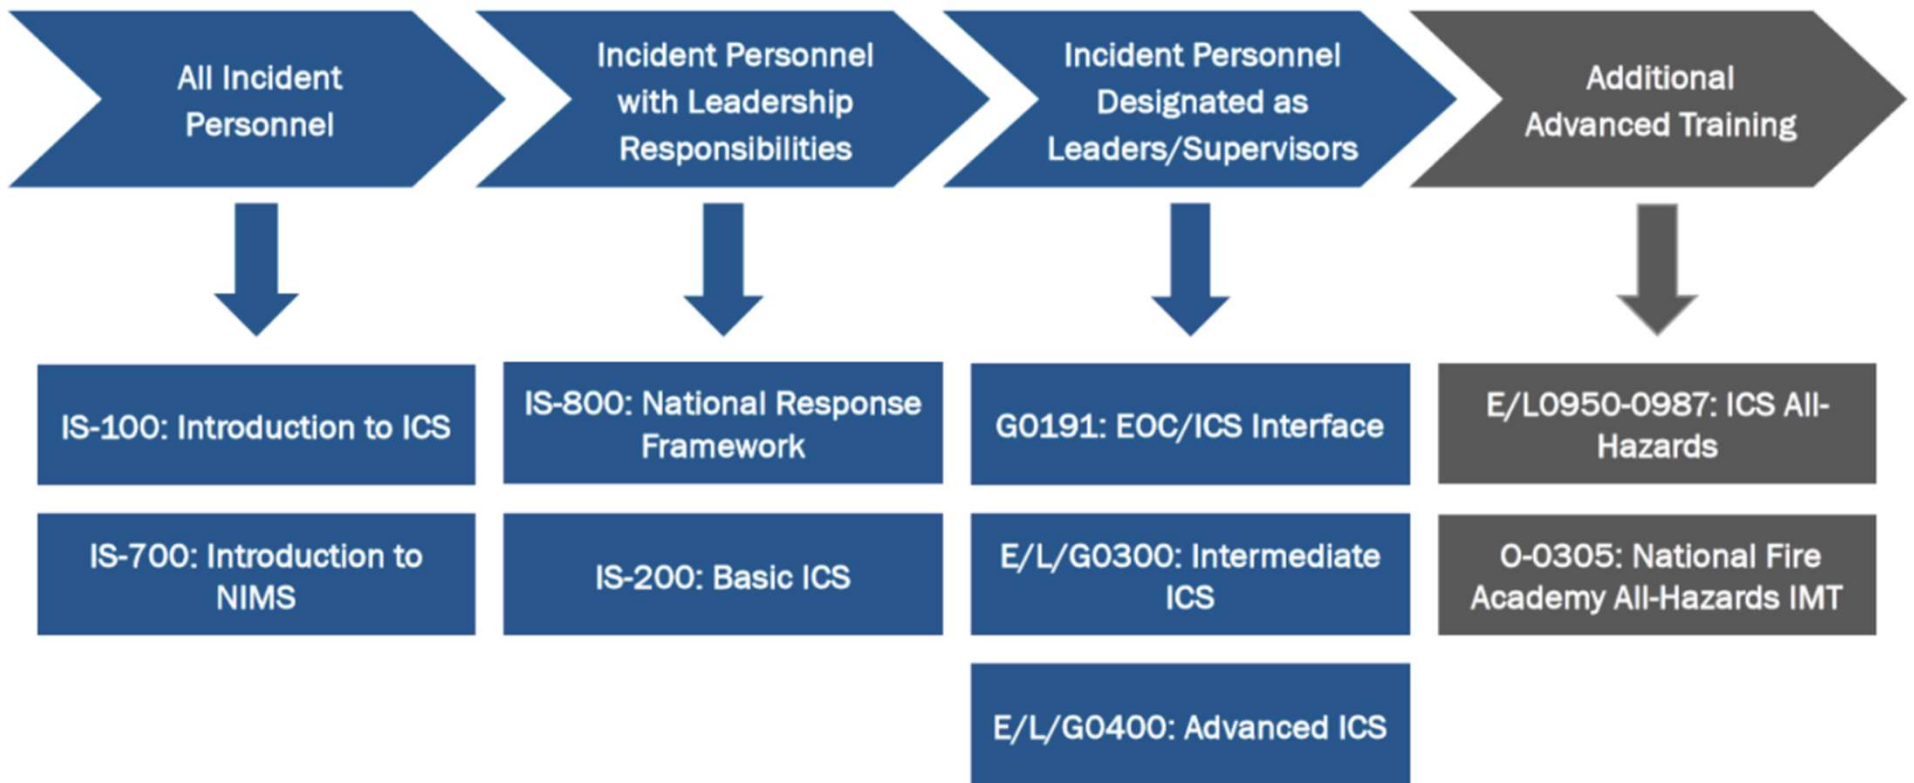 All Incident
Personnel
Incident Personnel
with Leadership
Responsibilities
Incident Personnel
Designated as
Leaders/Supervisors
Additional
Advanced Training
IS-100: Introduction to ICS
IS-700: Introduction to
NIMS
IS-800: National Response
Framework
IS-200: Basic ICS
G0191: EOC/ICS Interface
E/L/G0300: Intermediate
ICS
E/L/G0400: Advanced ICS
E/L0950-0987: ICS All-
Hazards
O-0305: National Fire
Academy All-Hazards IMT